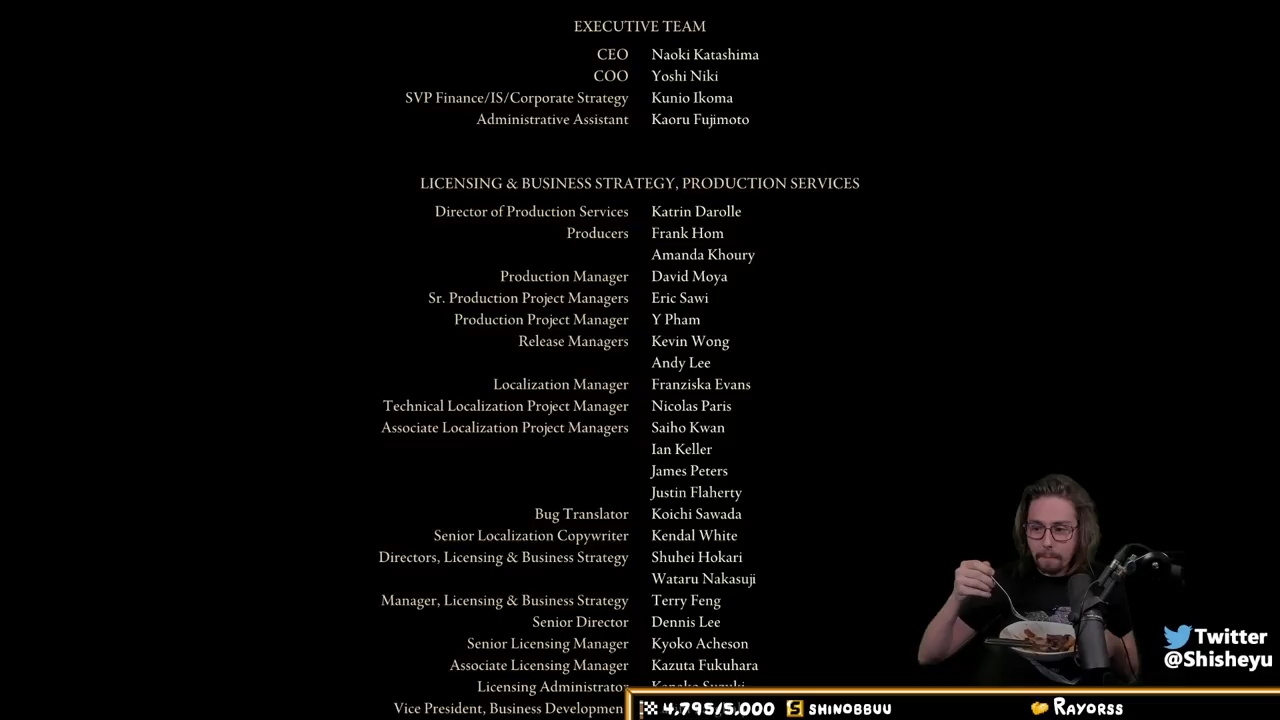 EXECUTIVE TEAM
CEO Naoki Katashima
COO Yoshi Niki
SVP Finance/IS/Corporate Strategy Kunio Ikoma
Administrative Assistant Kaoru Fujimoto
LICENSING & BUSINESS STRATEGY, PRODUCTION SERVICES
Director of Production Services Katrin Darolle
Producers Frank Hom
Amanda Khoury
Production Manager David Moya
Sr. Production Project Managers Eric Sawi
Production Project Manager Y Pham
Release Managers Kevin Wong
Andy Lee
Localization Manager Franziska Evans
Technical Localization Project Manager Nicolas Paris
Associate Localization Project Managers Saiho Kwan
Ian Keller
James Peters
Justin Flaherty
Bug Translator Koichi Sawada
Senior Localization Copywriter Kendal White
Directors, Licensing & Business Strategy Shuhei Hokari
Wataru Nakasuji
Manager, Licensing & Business Strategy Terry Feng
Senior Director Dennis Lee
Senior Licensing Manager Kyoko Acheson
Associate Licensing Manager Kazuta Fukuhara
Licensing Administrator
Vice President, Business Developmen
Twitter
@Shisheyu
4,795/5,000 S SHINOBBUU RAYORSS